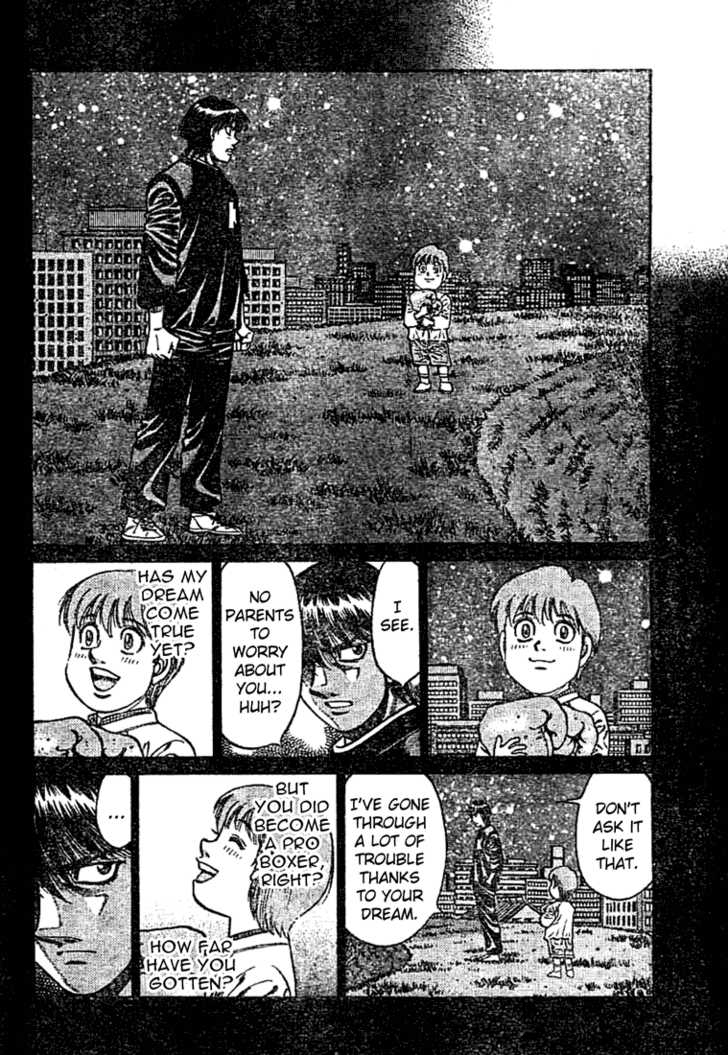 I
SEE.
NO
PARENTS
TO
WORRY
ABOUT
YOU...
HUH?
HAS MY
DREAM
COME
TRUE
YET?
DON'T
ASK IT
LIKE
THAT.
I'VE GONE
THROUGH
A LOT OF
TROUBLE
THANKS
TO YOUR
DREAM.
BUT
YOU DID
BECOME
A PRO
BOXER,
RIGHT?
HOW FAR
HAVE YOU
GOTTEN?
...